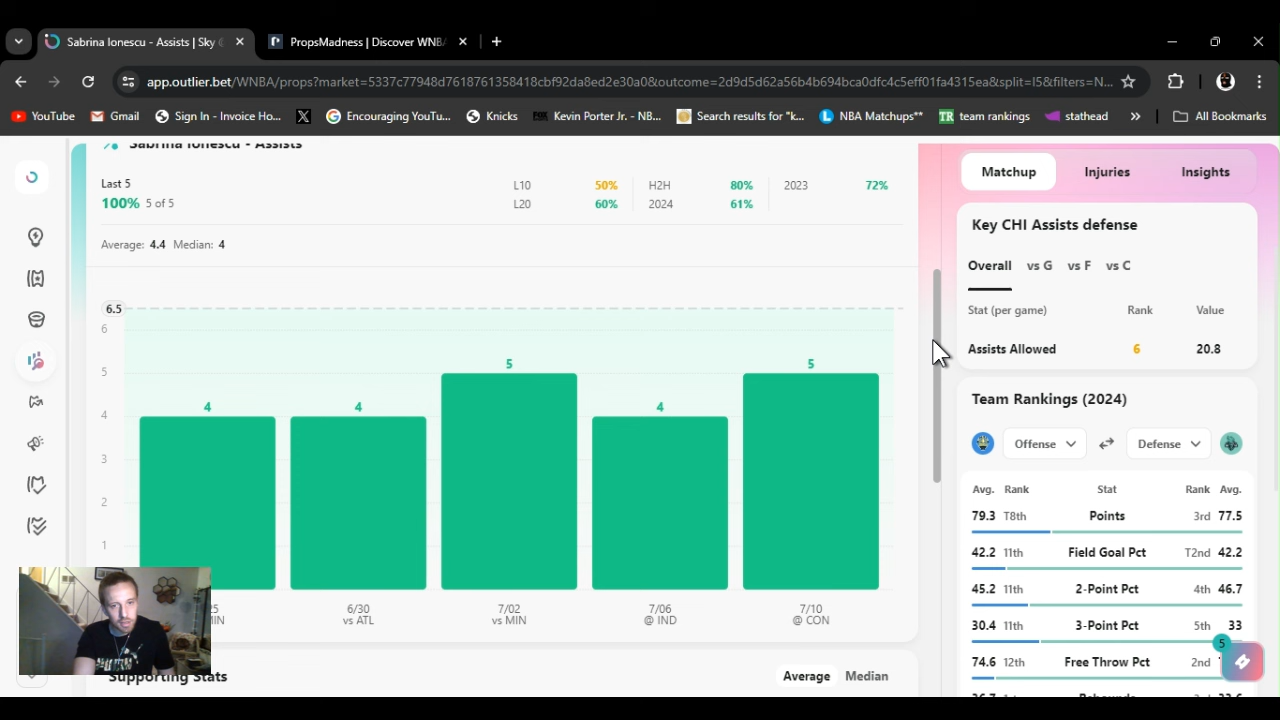 Sabrina Ionescu - Assists | Sky
PropsMadness | Discover WNBA
app.outlier.bet/WNBA/props?market=5337c77948d7618761358418cbf92da8ed2e30a0&outcome=2d9d5d62a56b4b694bca0dfc4c5eff01fa4315ea&split=l5&filters=N...
YouTube
Gmail
Sign In - Invoice Ho...
X
Encouraging YouTu...
Knicks
Kevin Porter Jr. - NB...
Search results for "k...
NBA Matchups**
team rankings
stathead
All Bookmarks
Sabrina Ionescu - Assists
Last 5
100% 5 of 5
L10 50% H2H 80% 2023 72%
L20 60% 2024 61%
Average: 4.4 Median: 4
6.5
6
5
4
3
2
1
4
4
5
4
5
6/30
vs ATL
7/02
vs MIN
7/06
@ IND
7/10
@ CON
Supporting Stats
Average Median
Matchup Injuries Insights
Key CHI Assists defense
Overall vs G vs F vs C
Stat (per game) Rank Value
Assists Allowed 6 20.8
Team Rankings (2024)
Offense Defense
Avg. Rank Stat Rank Avg.
79.3 T8th Points 3rd 77.5
42.2 11th Field Goal Pct T2nd 42.2
45.2 11th 2-Point Pct 4th 46.7
30.4 11th 3-Point Pct 5th 33
5
74.6 12th Free Throw Pct 2nd